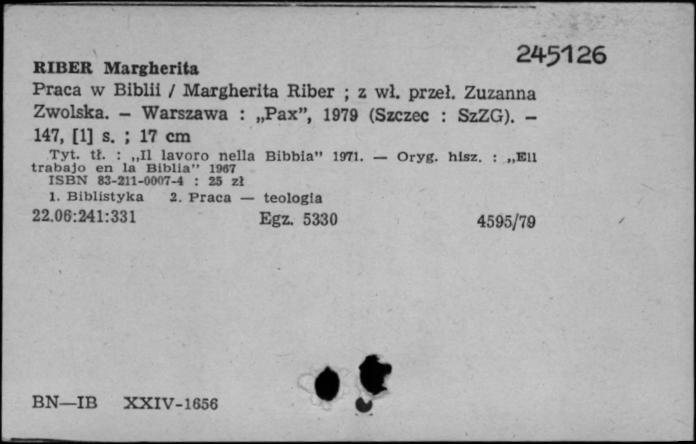 245126
RIBER Margherita
Praca w Biblii / Margherita Riber ; z wł. przeł. Zuzanna
Zwolska. — Warszawa : „Pax”, 1979 (Szczec : SzZG). —
147, [1] s. ; 17 cm
Tyt. tł. : „Il lavoro nella Bibbia” 1971. — Oryg. hisz. : „Ell
trabajo en la Biblia” 1967
ISBN 83-211-0007-4 : 25 zł
1. Biblistyka 2. Praca — teologia
22.06:241:331 Egz. 5330 4595/79
BN—IB XXIV-1656